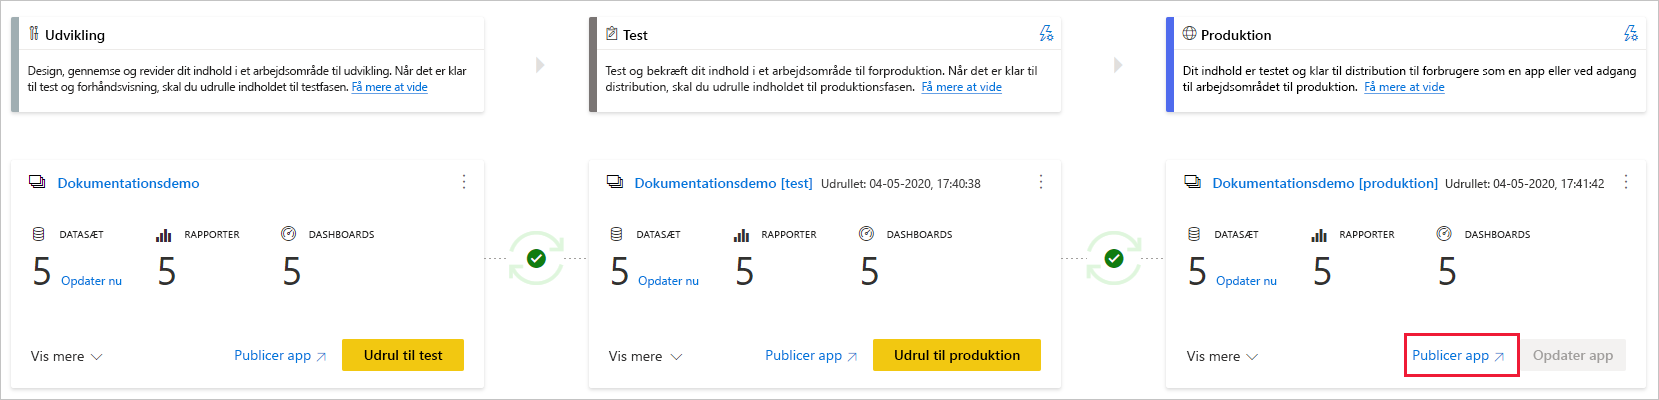 Udvikling
Design, gennemse og revider dit indhold i et arbejdsområde til udvikling. Når det er klar
til test og forhåndsvisning, skal du udrulle indholdet til testfasen. Få mere at vide
Test
Test og bekræft dit indhold i et arbejdsområde til forproduktion. Når det er klar til
distribution, skal du udrulle indholdet til produktionsfasen. Få mere at vide
Produktion
Dit indhold er testet og klar til distribution til forbrugere som en app eller ved adgang
til arbejdsområdet til produktion. Få mere at vide
Dokumentationsdemo
DATASÆT RAPPORTER DASHBOARDS
5 Opdater nu 5 5
Vis mere Publicer app Udrul til test
Dokumentationsdemo [test] Udrullet: 04-05-2020, 17:40:38
DATASÆT RAPPORTER DASHBOARDS
5 Opdater nu 5 5
Vis mere Publicer app Udrul til produktion
Dokumentationsdemo [produktion] Udrullet: 04-05-2020, 17:41:42
DATASÆT RAPPORTER DASHBOARDS
5 Opdater nu 5 5
Vis mere Publicer app Opdater app